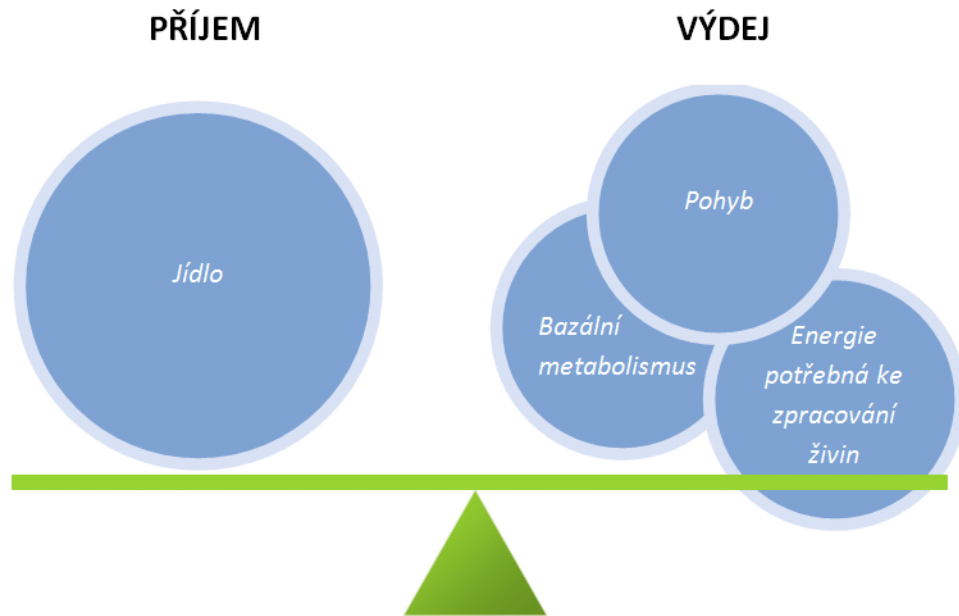 PŘÍJEM
VÝDEJ
Jídlo
Pohyb
Bazální
metabolismus
Energie
potřebná ke
zpracování
živin